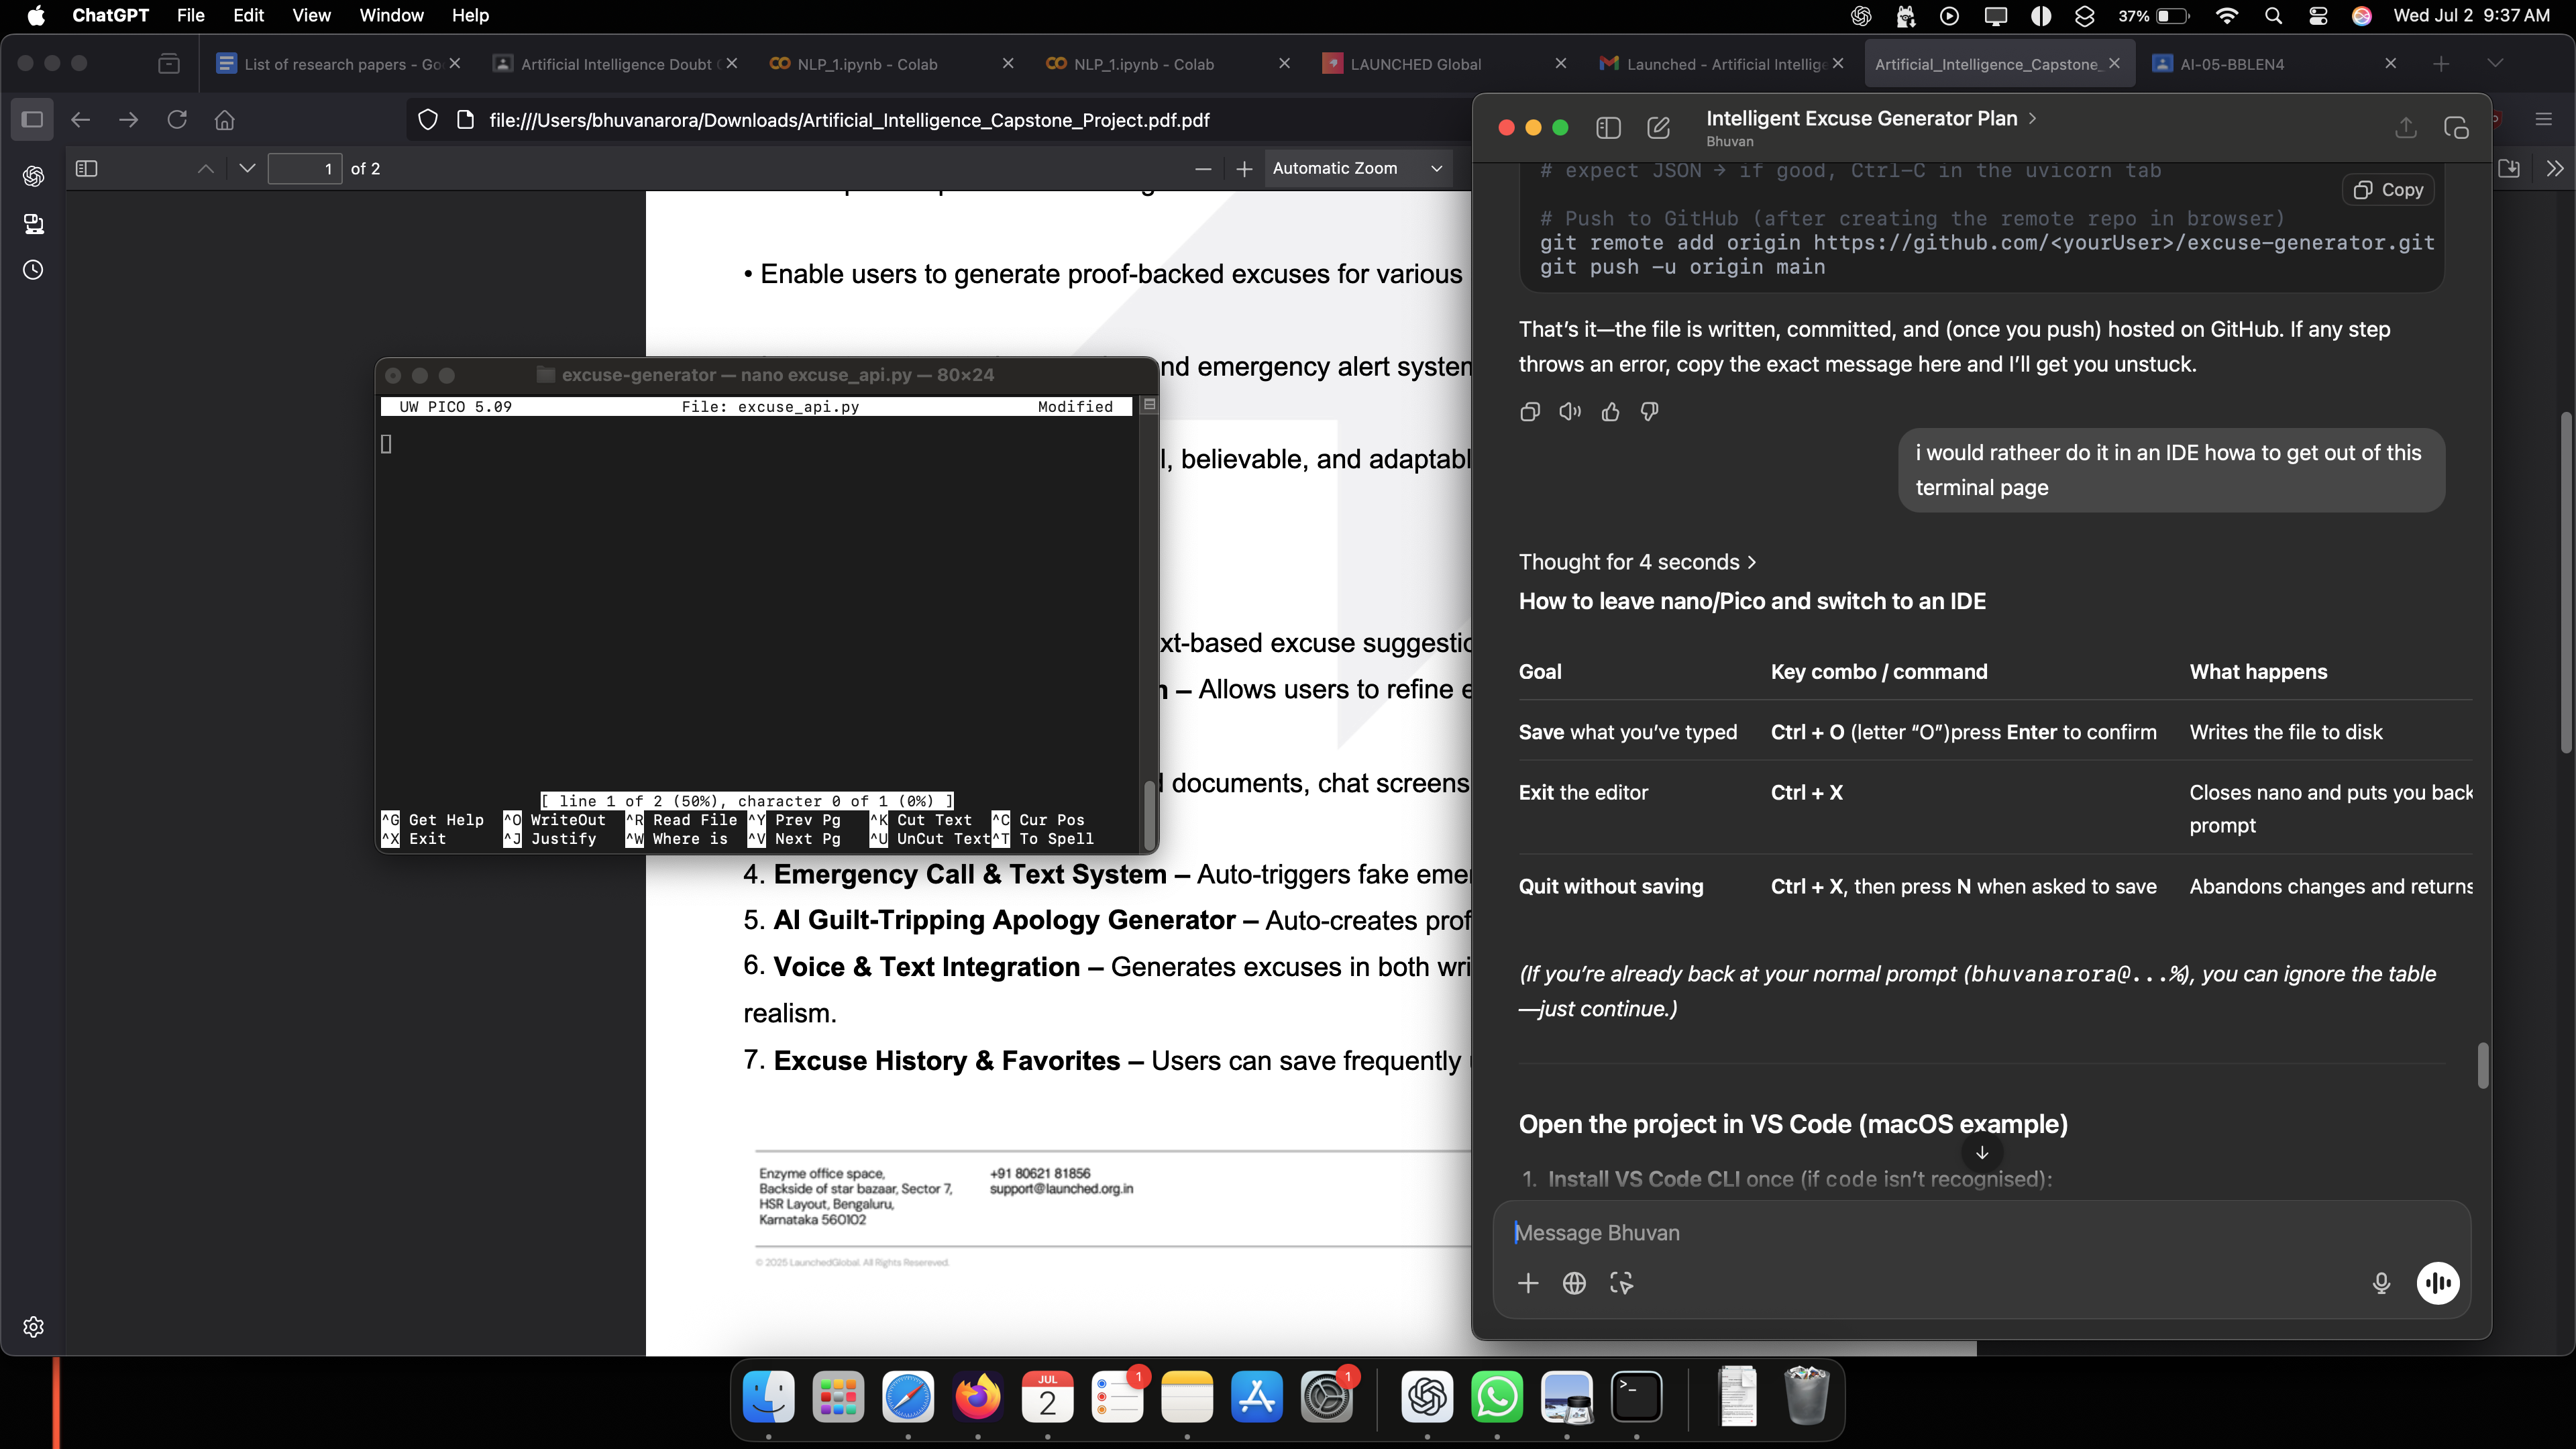 ChatGPT File Edit View Window Help 37% Wed Jul 2 9:37 AM
List of research papers - Go
Artificial Intelligence Doubt C
NLP_1.ipynb - Colab
NLP_1.ipynb - Colab
LAUNCHED Global
Launched - Artificial Intellige
Artificial_Intelligence_Capstone_
AI-05-BBLEN4
file:///Users/bhuvanarora/Downloads/Artificial_Intelligence_Capstone_Project.pdf.pdf
1 of 2
Automatic Zoom
• Enable users to generate proof-backed excuses for various
nd emergency alert system
l, believable, and adaptabl
xt-based excuse suggestic
n – Allows users to refine e
d documents, chat screens
4. Emergency Call & Text System – Auto-triggers fake emer
5. AI Guilt-Tripping Apology Generator – Auto-creates prof
6. Voice & Text Integration – Generates excuses in both wri
realism.
7. Excuse History & Favorites – Users can save frequently
Enzyme office space,
Backside of star bazaar, Sector 7,
HSR Layout, Bengaluru,
Karnataka 560102
+91 80621 81856
support@launched.org.in
© 2025 LaunchedGlobal. All Rights Resereved.
excuse-generator — nano excuse_api.py — 80×24
UW PICO 5.09 File: excuse_api.py Modified
[ line 1 of 2 (50%), character 0 of 1 (0%) ]
^G Get Help ^O WriteOut ^R Read File ^Y Prev Pg ^K Cut Text ^C Cur Pos
^X Exit ^J Justify ^W Where is ^V Next Pg ^U UnCut Text ^T To Spell
Intelligent Excuse Generator Plan >
Bhuvan
# expect JSON → if good, Ctrl-C in the uvicorn tab
Copy
# Push to GitHub (after creating the remote repo in browser)
git remote add origin https://github.com/<yourUser>/excuse-generator.git
git push -u origin main
That's it—the file is written, committed, and (once you push) hosted on GitHub. If any step
throws an error, copy the exact message here and I'll get you unstuck.
i would ratheer do it in an IDE howa to get out of this
terminal page
Thought for 4 seconds >
How to leave nano/Pico and switch to an IDE
Goal Key combo / command What happens
Save what you've typed Ctrl + O (letter "O")press Enter to confirm Writes the file to disk
Exit the editor Ctrl + X Closes nano and puts you back
prompt
Quit without saving Ctrl + X, then press N when asked to save Abandons changes and returns
(If you're already back at your normal prompt (bhuvanarora@...%), you can ignore the table
—just continue.)
Open the project in VS Code (macOS example)
1. Install VS Code CLI once (if code isn't recognised):
Message Bhuvan
JUL
2
1
1